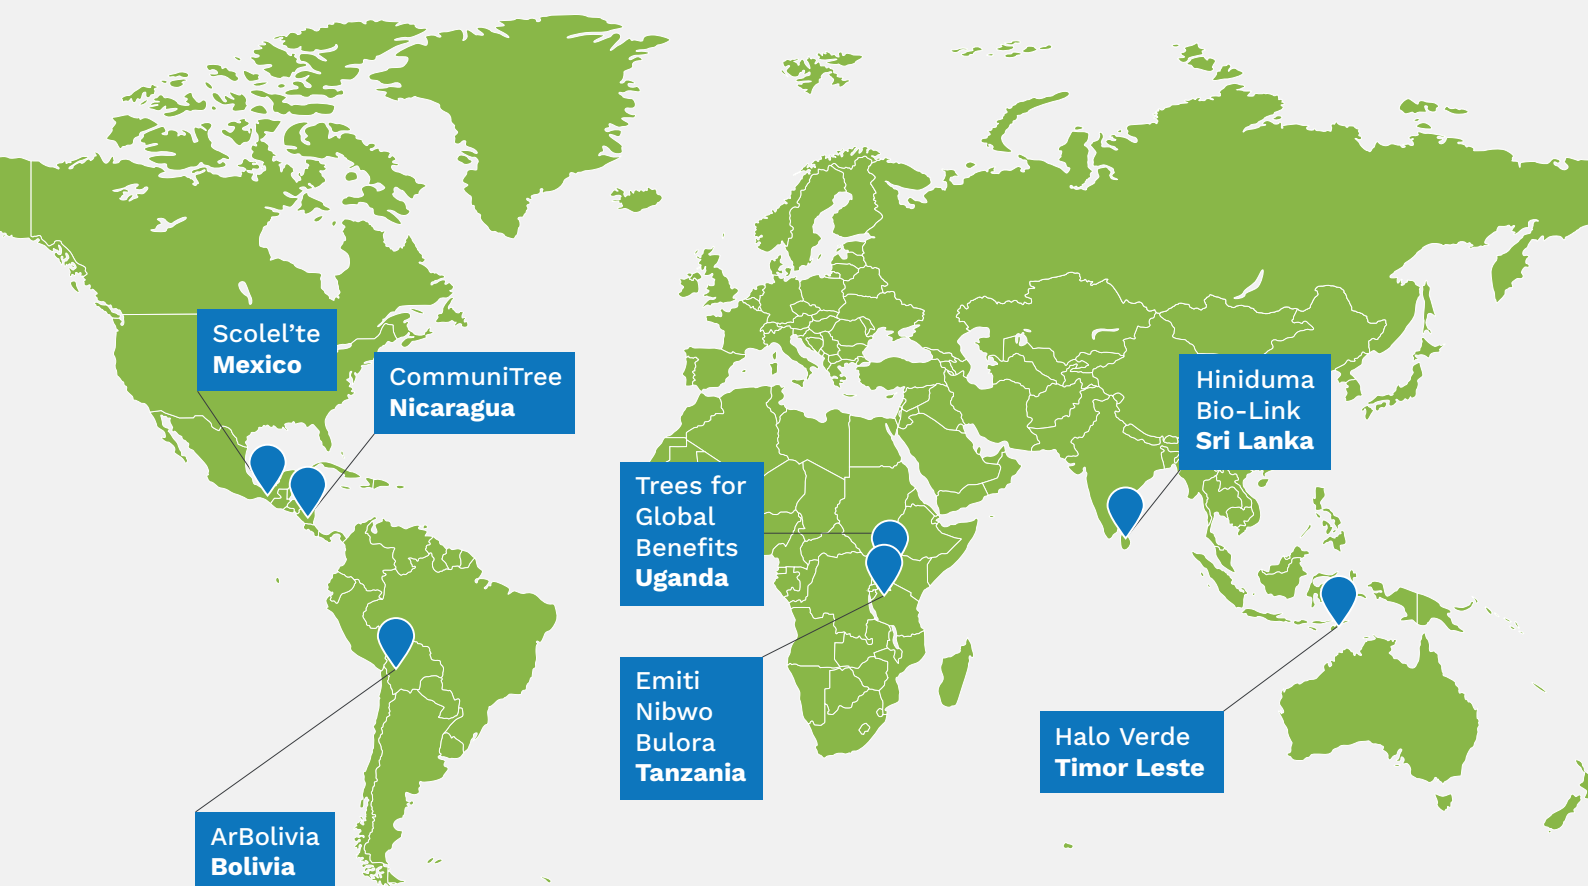 Scolel’te
Mexico
CommuniTree
Nicaragua
Hiniduma
Bio-Link
Sri Lanka
Trees for
Global
Benefits
Uganda
Emiti
Nibwo
Bulora
Tanzania
Halo Verde
Timor Leste
ArBolivia
Bolivia